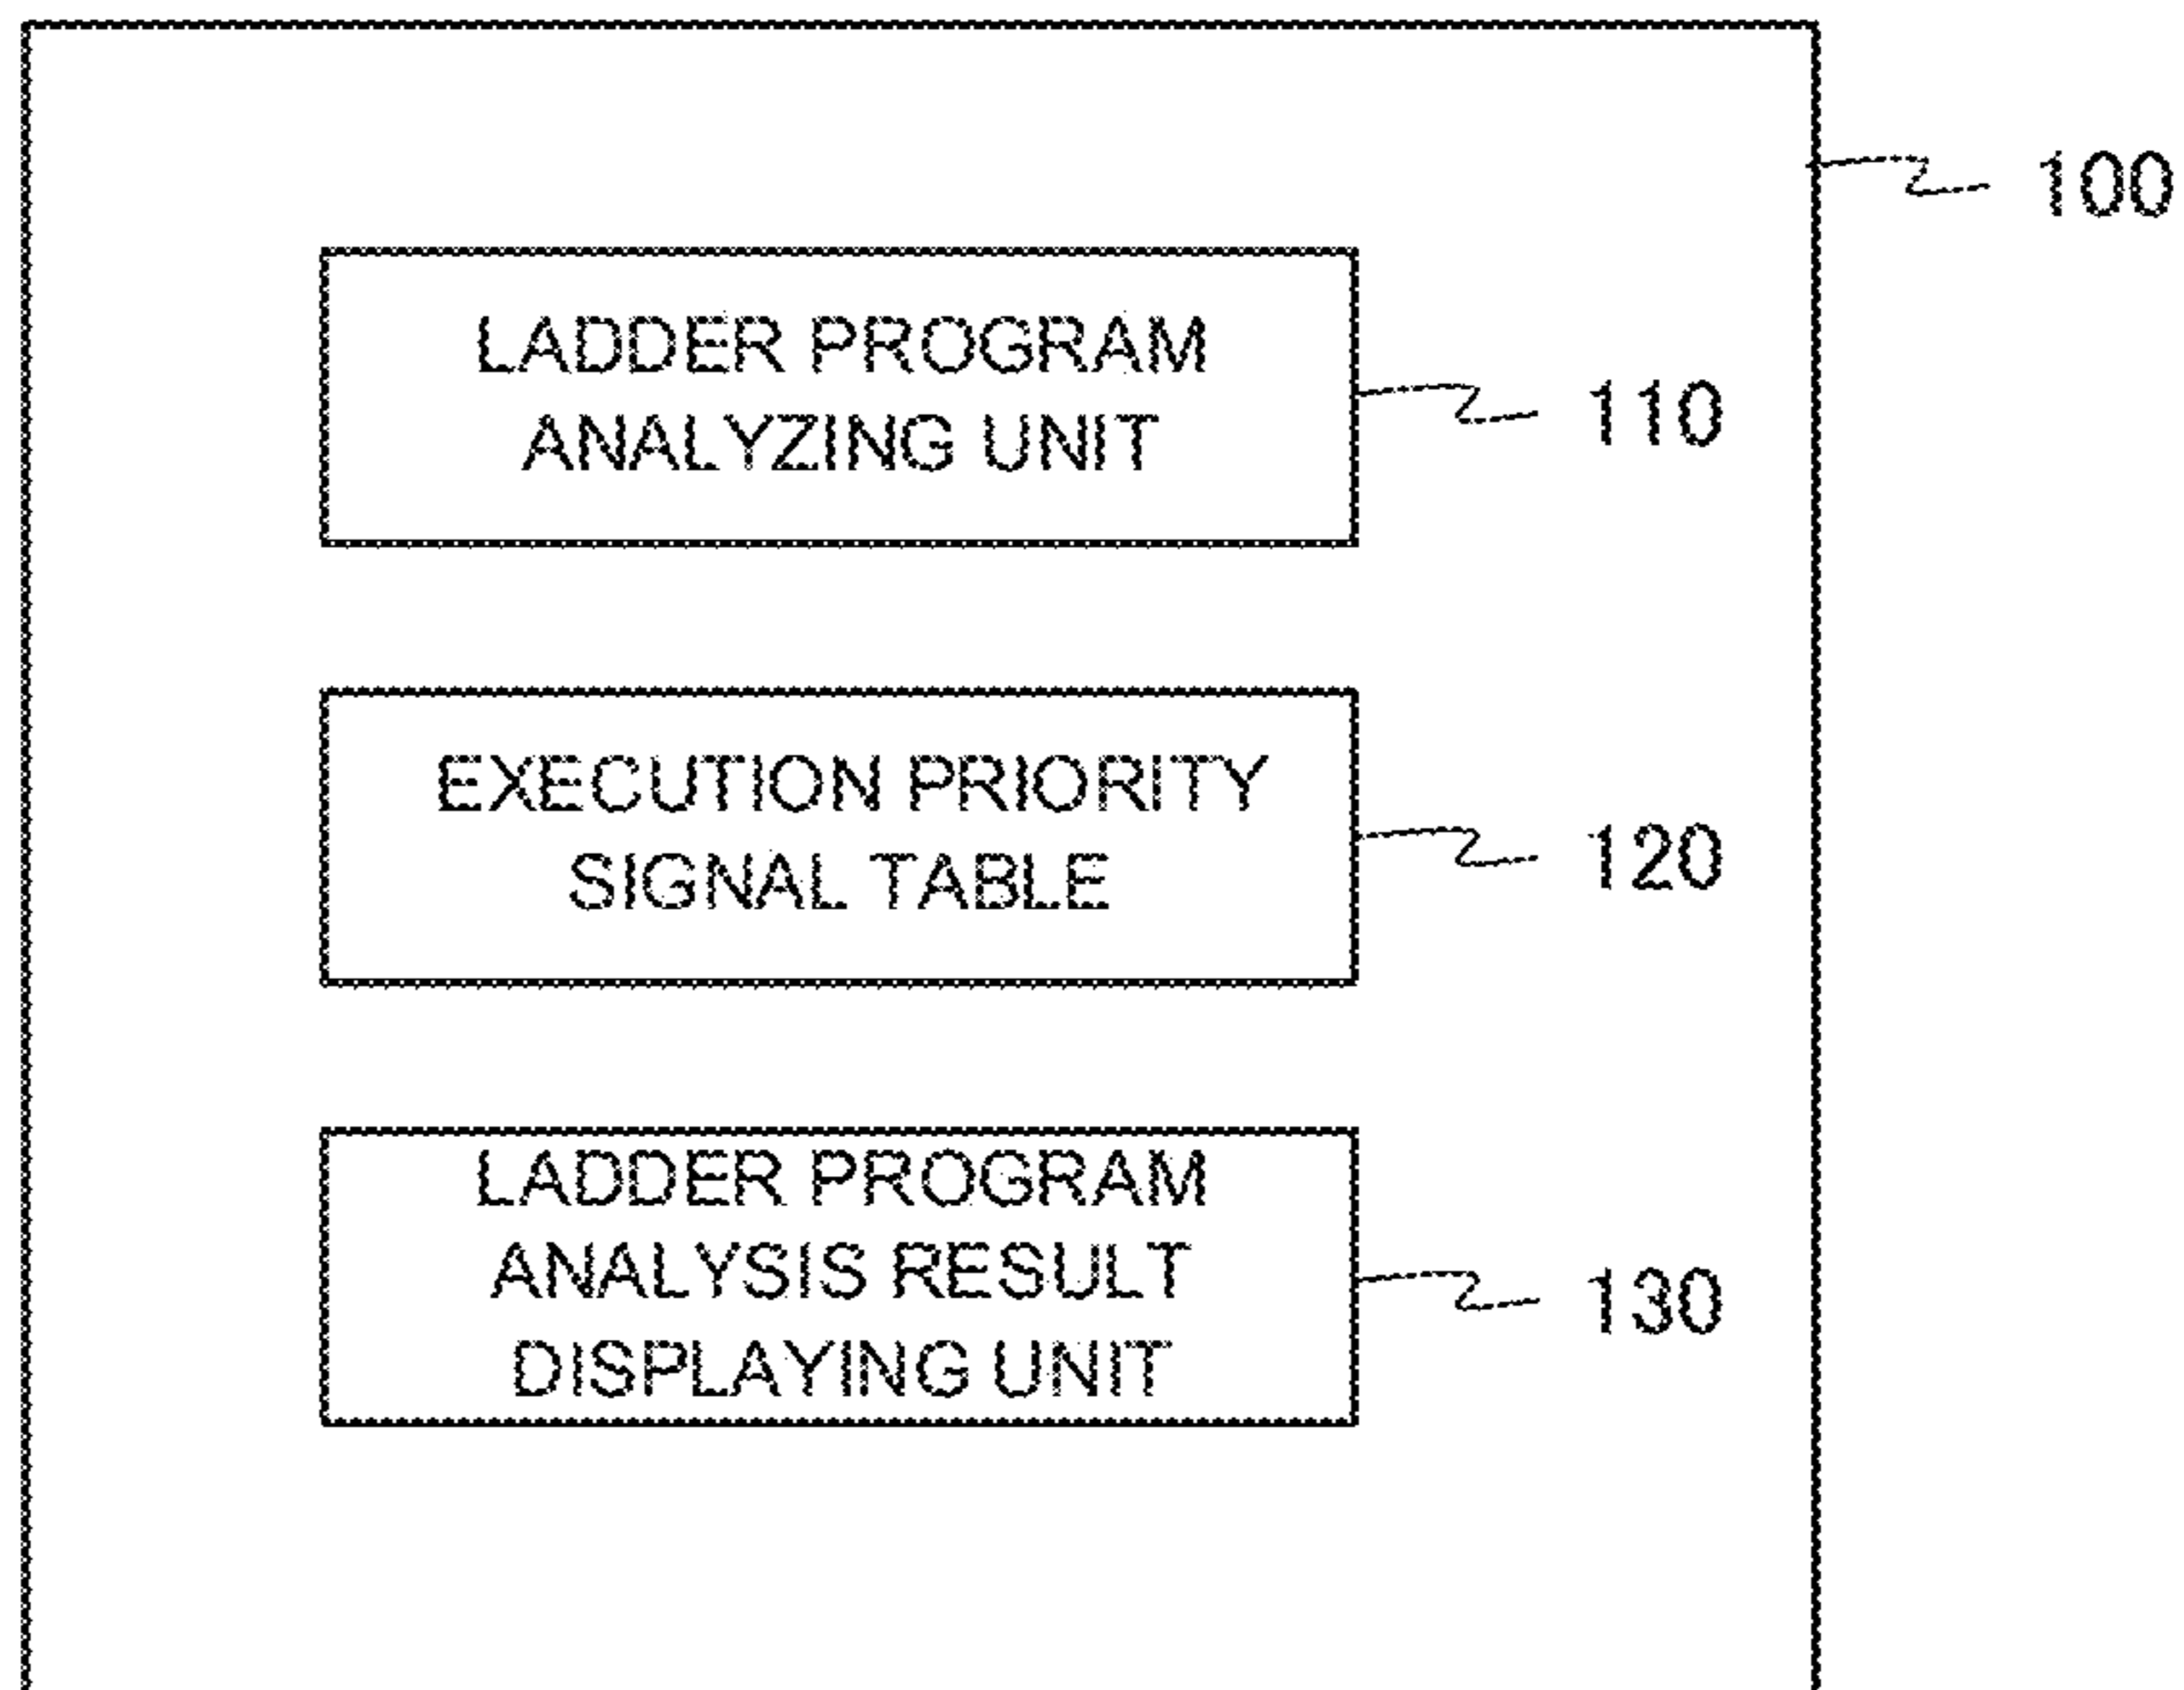 100
LADDER PROGRAM
ANALYZING UNIT
110
EXECUTION PRIORITY
SIGNAL TABLE
120
LADDER PROGRAM
ANALYSIS RESULT
DISPLAYING UNIT
130